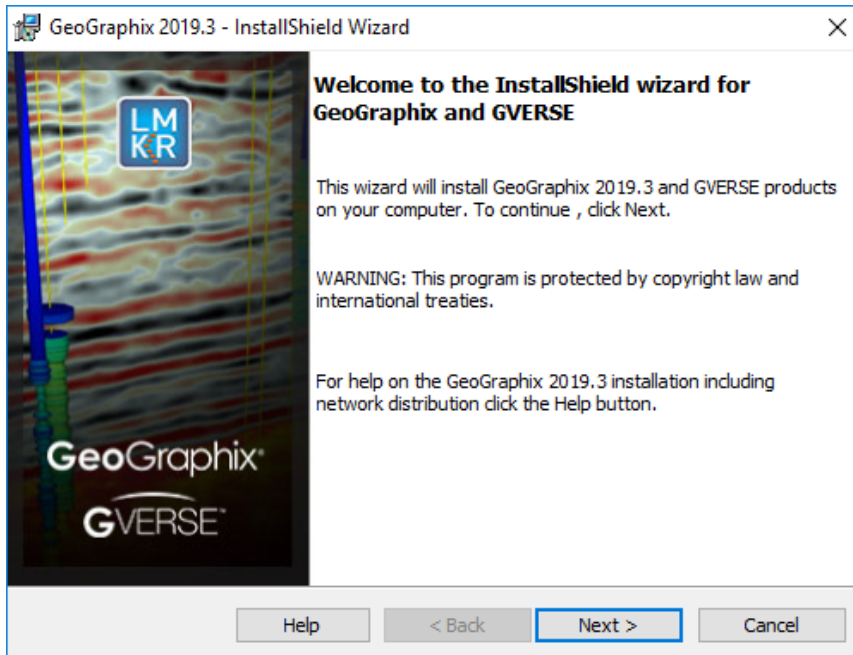 GeoGraphix 2019.3 - InstallShield Wizard
LM
KR
GeoGraphix
GVERSE™
Welcome to the InstallShield wizard for
GeoGraphix and GVERSE
This wizard will install GeoGraphix 2019.3 and GVERSE products
on your computer. To continue , click Next.
WARNING: This program is protected by copyright law and
international treaties.
For help on the GeoGraphix 2019.3 installation including
network distribution click the Help button.
Help
< Back
Next >
Cancel